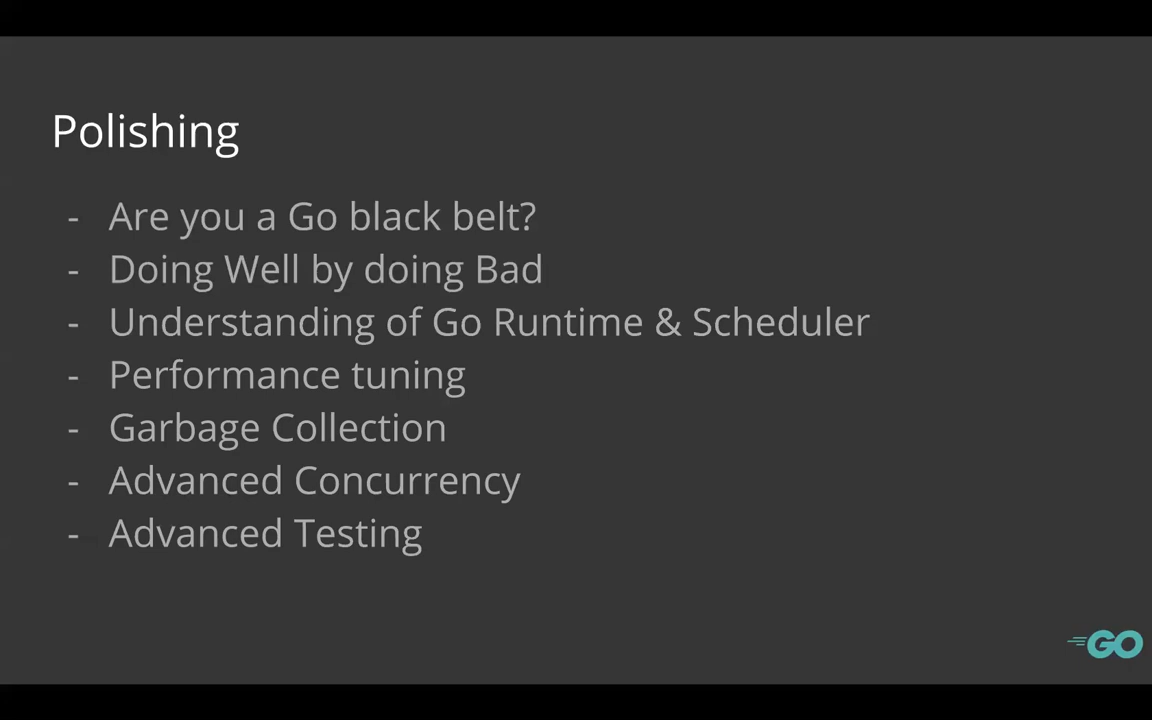 Polishing
- Are you a Go black belt?
- Doing Well by doing Bad
- Understanding of Go Runtime & Scheduler
- Performance tuning
- Garbage Collection
- Advanced Concurrency
- Advanced Testing
GO